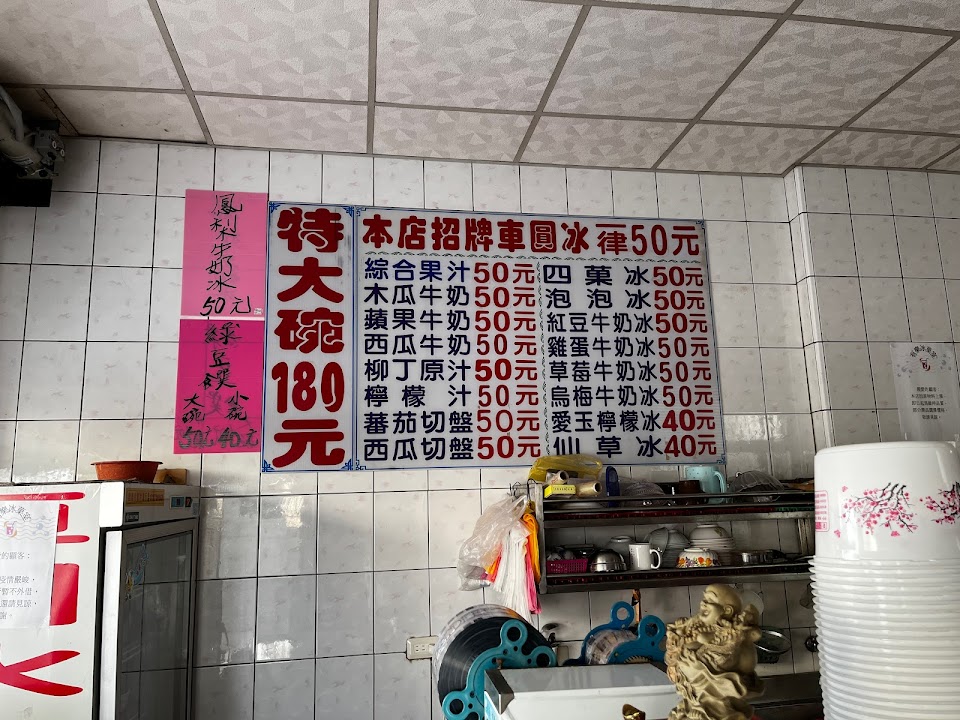 鳳梨牛奶冰
50元
綠豆饌
大碗 小碗
50元 40元
特大碗180元
本店招牌車圓冰一律50元
綜合果汁50元
木瓜牛奶50元
蘋果牛奶50元
西瓜牛奶50元
柳丁原汁50元
檸檬汁50元
蕃茄切盤50元
西瓜切盤50元
四菓冰50元
泡泡冰50元
紅豆牛奶冰50元
雞蛋牛奶冰50元
草莓牛奶冰50元
烏梅牛奶冰50元
愛玉檸檬冰40元
仙草冰40元